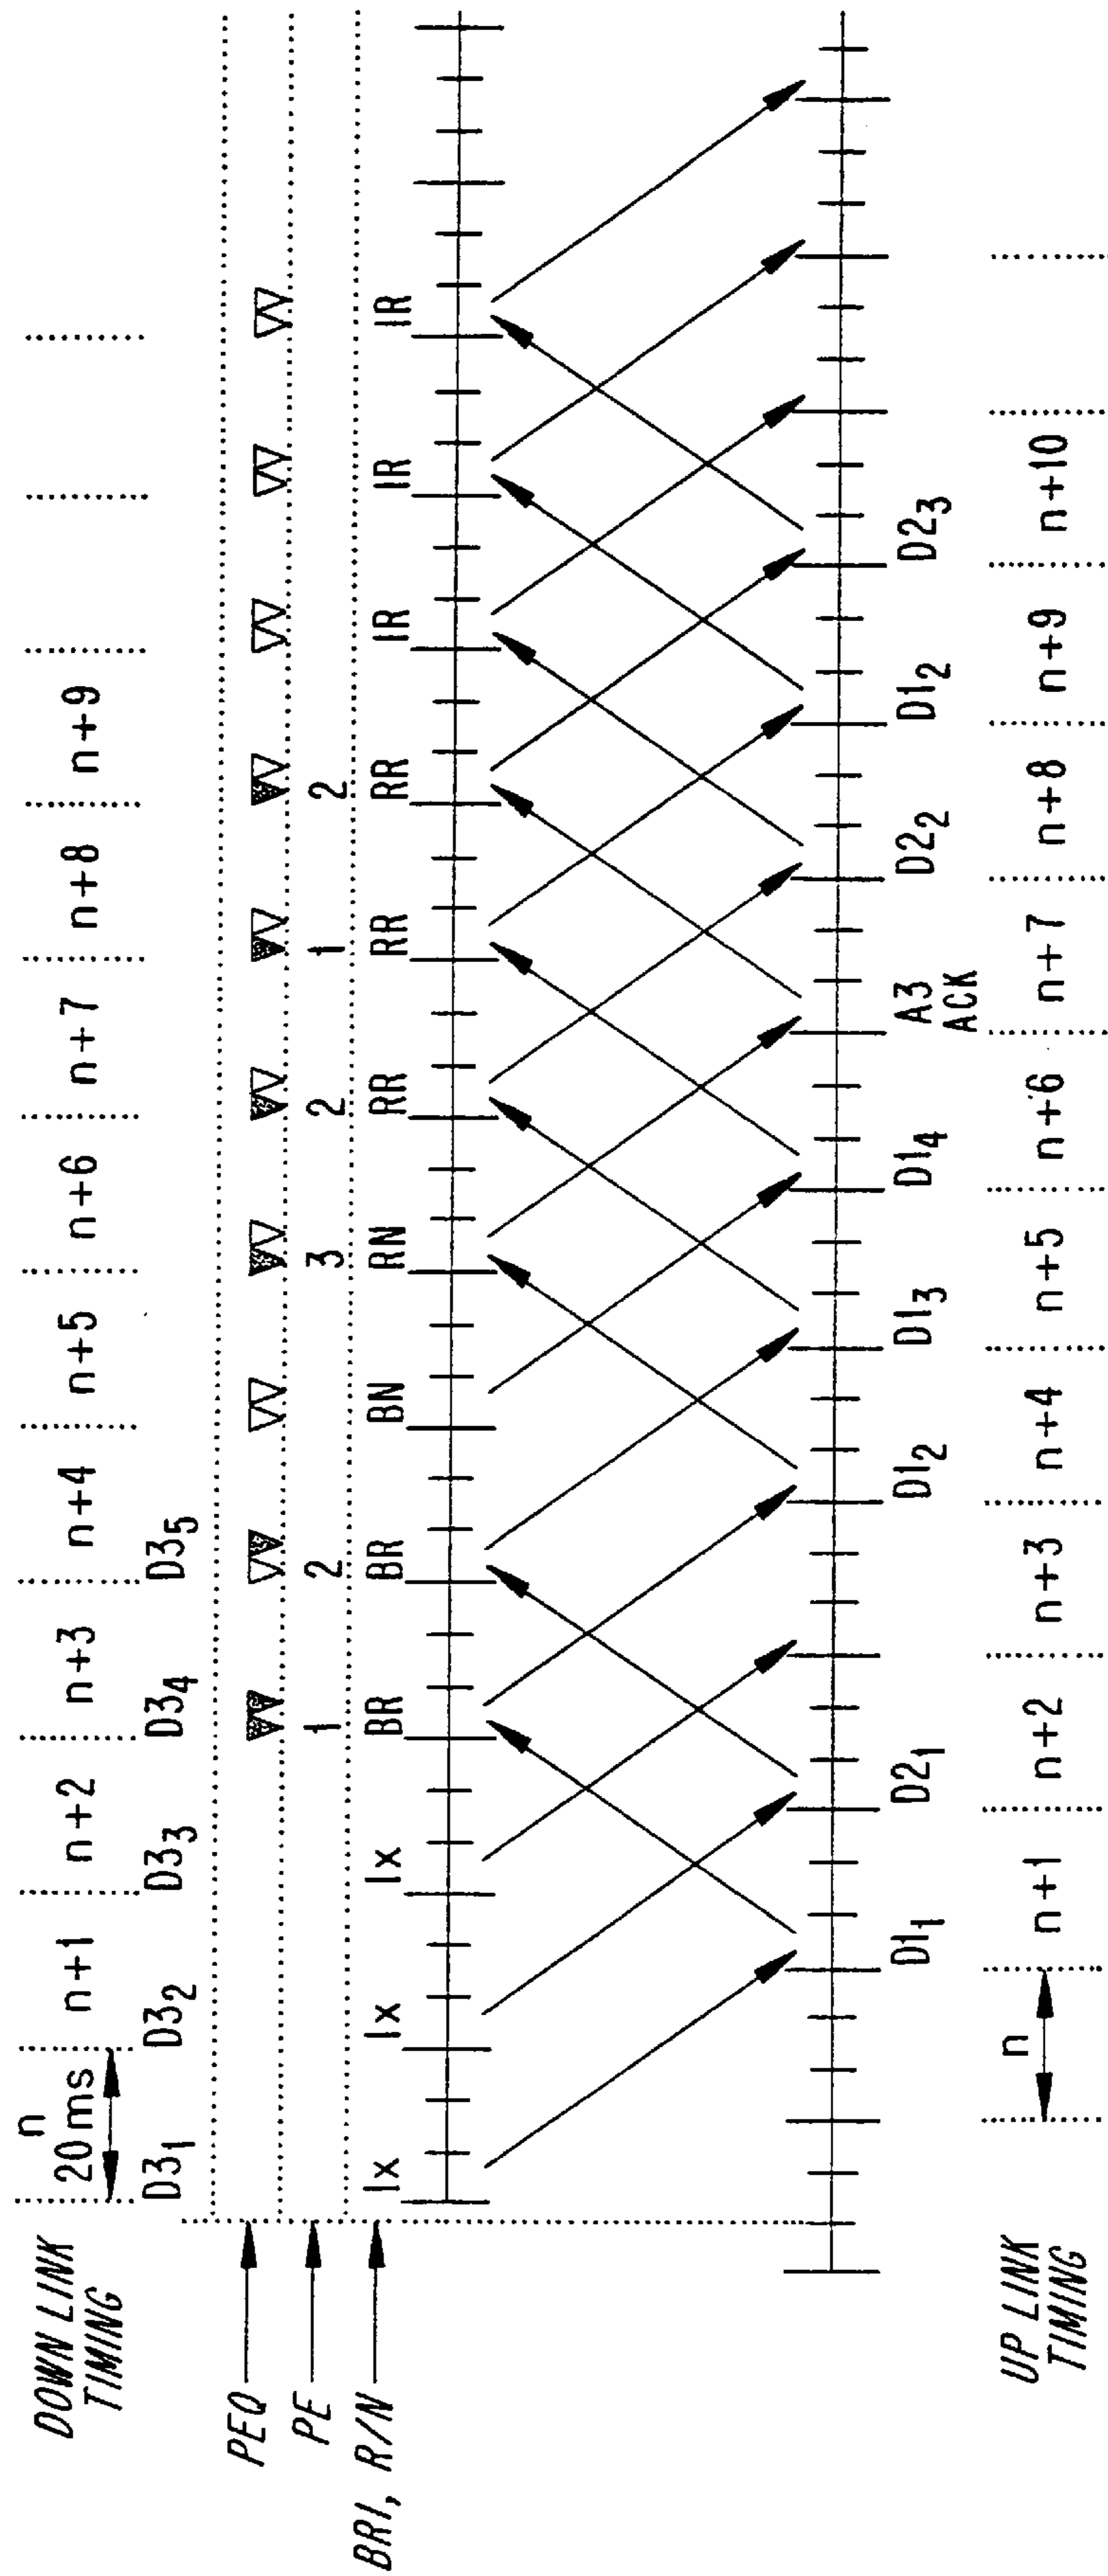 DOWN LINK
TIMING
n
20 ms
n+1
n+2
n+3
n+4
n+5
n+6
n+7
n+8
n+9
D3₁
D3₂
D3₃
D3₄
D3₅
PEQ
PE
1
2
3
2
1
2
BRI, R/N
Ix
Ix
Ix
BR
BR
BN
RN
RR
RR
RR
IR
IR
IR
D1₁
D2₁
D1₂
D1₃
D1₄
A3
ACK
D2₂
D1₂
D2₃
UP LINK
TIMING
n
n+1
n+2
n+3
n+4
n+5
n+6
n+7
n+8
n+9
n+10